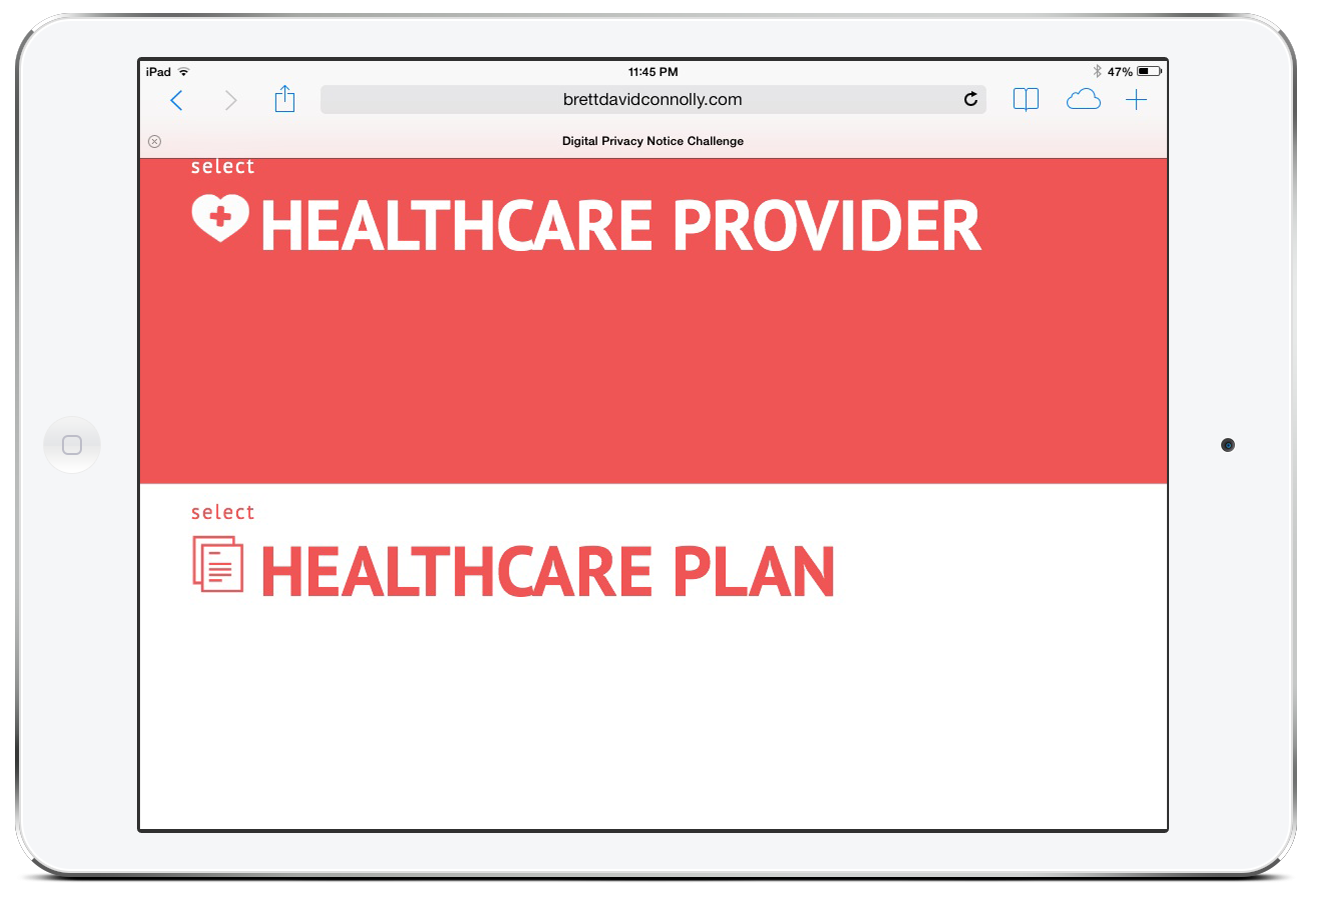 iPad 11:45 PM 47%
brettdavidconnolly.com
Digital Privacy Notice Challenge
select
HEALTHCARE PROVIDER
select
HEALTHCARE PLAN